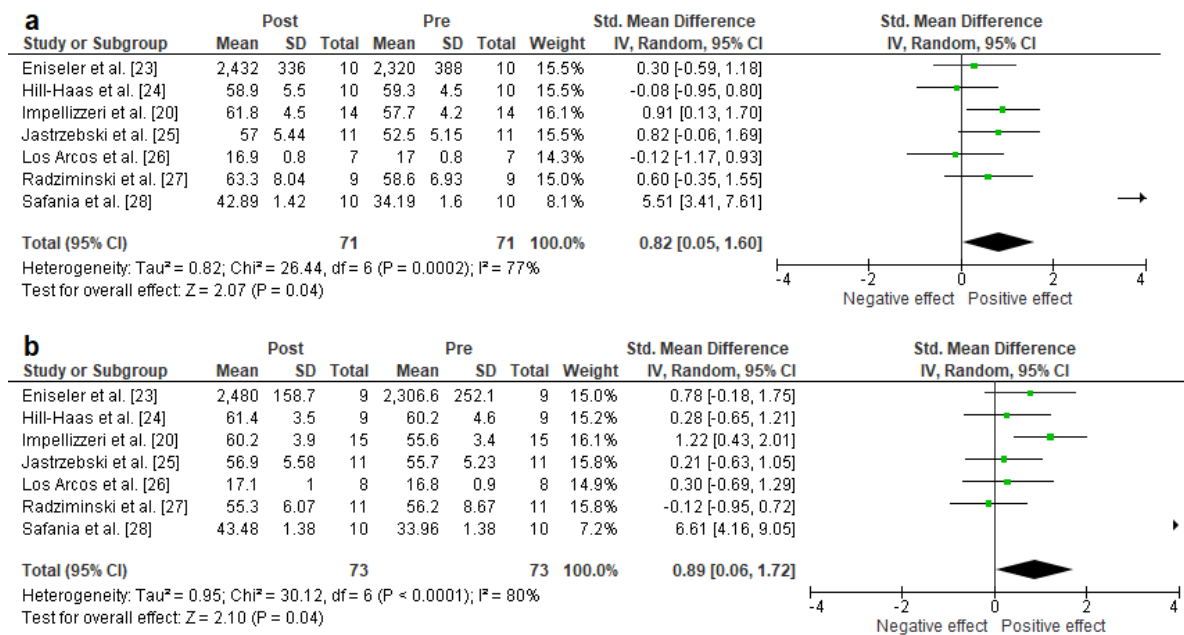 a Post Pre Std. Mean Difference Std. Mean Difference
Study or Subgroup Mean SD Total Mean SD Total Weight IV, Random, 95% CI IV, Random, 95% CI
Eniseler et al. [23] 2,432 336 10 2,320 388 10 15.5% 0.30 [-0.59, 1.18]
Hill-Haas et al. [24] 58.9 5.5 10 59.3 4.5 10 15.5% -0.08 [-0.95, 0.80]
Impellizzeri et al. [20] 61.8 4.5 14 57.7 4.2 14 16.1% 0.91 [0.13, 1.70]
Jastrzebski et al. [25] 57 5.44 11 52.5 5.15 11 15.5% 0.82 [-0.06, 1.69]
Los Arcos et al. [26] 16.9 0.8 7 17 0.8 7 14.3% -0.12 [-1.17, 0.93]
Radziminski et al. [27] 63.3 8.04 9 58.6 6.93 9 15.0% 0.60 [-0.35, 1.55]
Safania et al. [28] 42.89 1.42 10 34.19 1.6 10 8.1% 5.51 [3.41, 7.61]
Total (95% CI) 71 71 100.0% 0.82 [0.05, 1.60]
Heterogeneity: Tau² = 0.82; Chi² = 26.44, df = 6 (P = 0.0002); I² = 77%
Test for overall effect: Z = 2.07 (P = 0.04)
-4 -2 0 2 4
Negative effect Positive effect
b Post Pre Std. Mean Difference Std. Mean Difference
Study or Subgroup Mean SD Total Mean SD Total Weight IV, Random, 95% CI IV, Random, 95% CI
Eniseler et al. [23] 2,480 158.7 9 2,306.6 252.1 9 15.0% 0.78 [-0.18, 1.75]
Hill-Haas et al. [24] 61.4 3.5 9 60.2 4.6 9 15.2% 0.28 [-0.65, 1.21]
Impellizzeri et al. [20] 60.2 3.9 15 55.6 3.4 15 16.1% 1.22 [0.43, 2.01]
Jastrzebski et al. [25] 56.9 5.58 11 55.7 5.23 11 15.8% 0.21 [-0.63, 1.05]
Los Arcos et al. [26] 17.1 1 8 16.8 0.9 8 14.9% 0.30 [-0.69, 1.29]
Radziminski et al. [27] 55.3 6.07 11 56.2 8.67 11 15.8% -0.12 [-0.95, 0.72]
Safania et al. [28] 43.48 1.38 10 33.96 1.38 10 7.2% 6.61 [4.16, 9.05]
Total (95% CI) 73 73 100.0% 0.89 [0.06, 1.72]
Heterogeneity: Tau² = 0.95; Chi² = 30.12, df = 6 (P < 0.0001); I² = 80%
Test for overall effect: Z = 2.10 (P = 0.04)
-4 -2 0 2 4
Negative effect Positive effect